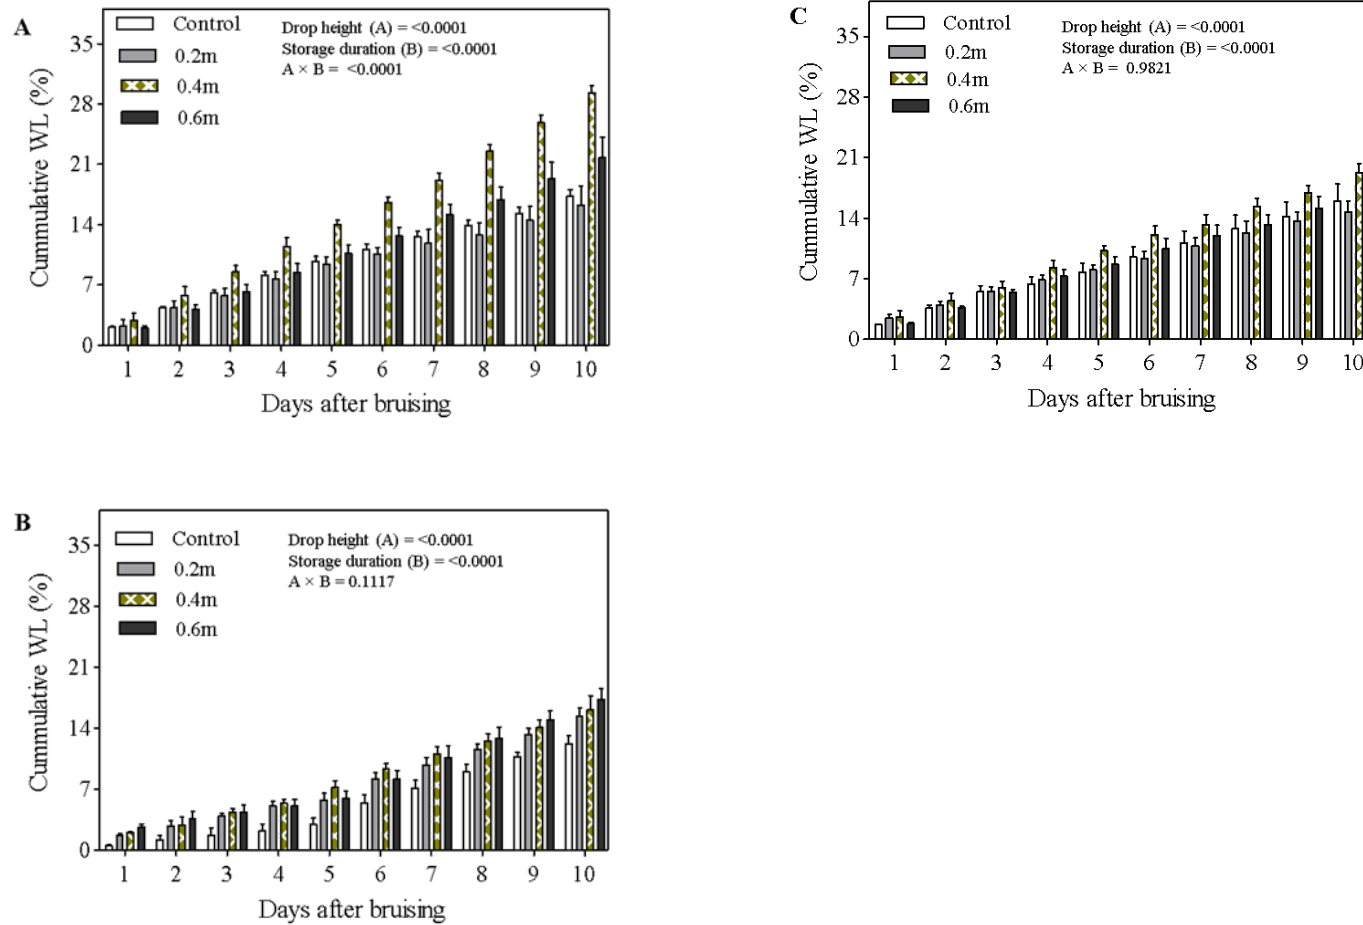 A
Control
0.2m
0.4m
0.6m
Drop height (A) = <0.0001
Storage duration (B) = <0.0001
A × B = <0.0001
Cummulative WL (%)
35
28
21
14
7
0
1 2 3 4 5 6 7 8 9 10
Days after bruising
C
Control
0.2m
0.4m
0.6m
Drop height (A) = <0.0001
Storage duration (B) = <0.0001
A × B = 0.9821
Cummulative WL (%)
35
28
21
14
7
0
1 2 3 4 5 6 7 8 9 10
Days after bruising
B
Control
0.2m
0.4m
0.6m
Drop height (A) = <0.0001
Storage duration (B) = <0.0001
A × B = 0.1117
Cummulative WL (%)
35
28
21
14
7
0
1 2 3 4 5 6 7 8 9 10
Days after bruising